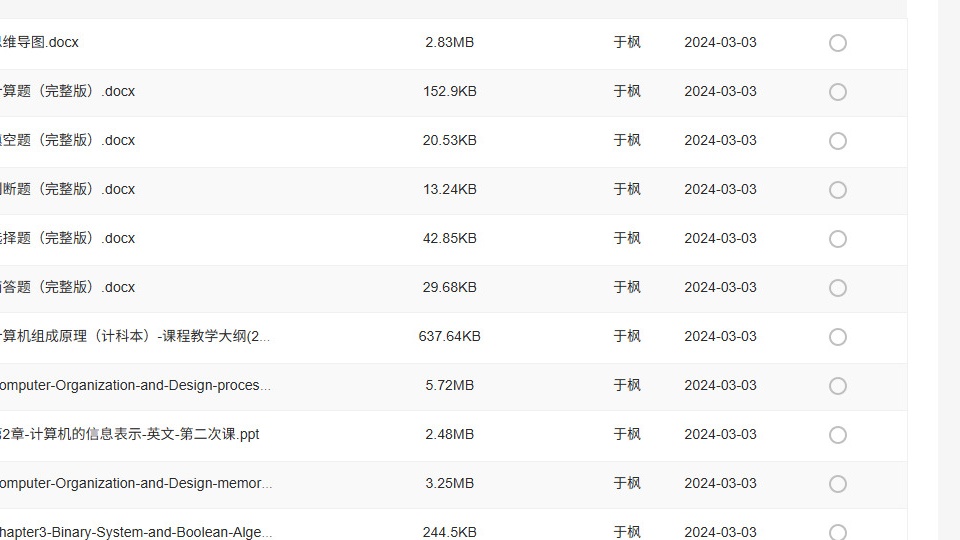 维导图.docx 2.83MB 于枫 2024-03-03
算题（完整版）.docx 152.9KB 于枫 2024-03-03
空题（完整版）.docx 20.53KB 于枫 2024-03-03
断题（完整版）.docx 13.24KB 于枫 2024-03-03
择题（完整版）.docx 42.85KB 于枫 2024-03-03
答题（完整版）.docx 29.68KB 于枫 2024-03-03
算机组成原理（计科本）-课程教学大纲(2... 637.64KB 于枫 2024-03-03
omputer-Organization-and-Design-proces... 5.72MB 于枫 2024-03-03
2章-计算机的信息表示-英文-第二次课.ppt 2.48MB 于枫 2024-03-03
omputer-Organization-and-Design-memor... 3.25MB 于枫 2024-03-03
hapter3-Binary-System-and-Boolean-Alge... 244.5KB 于枫 2024-03-03